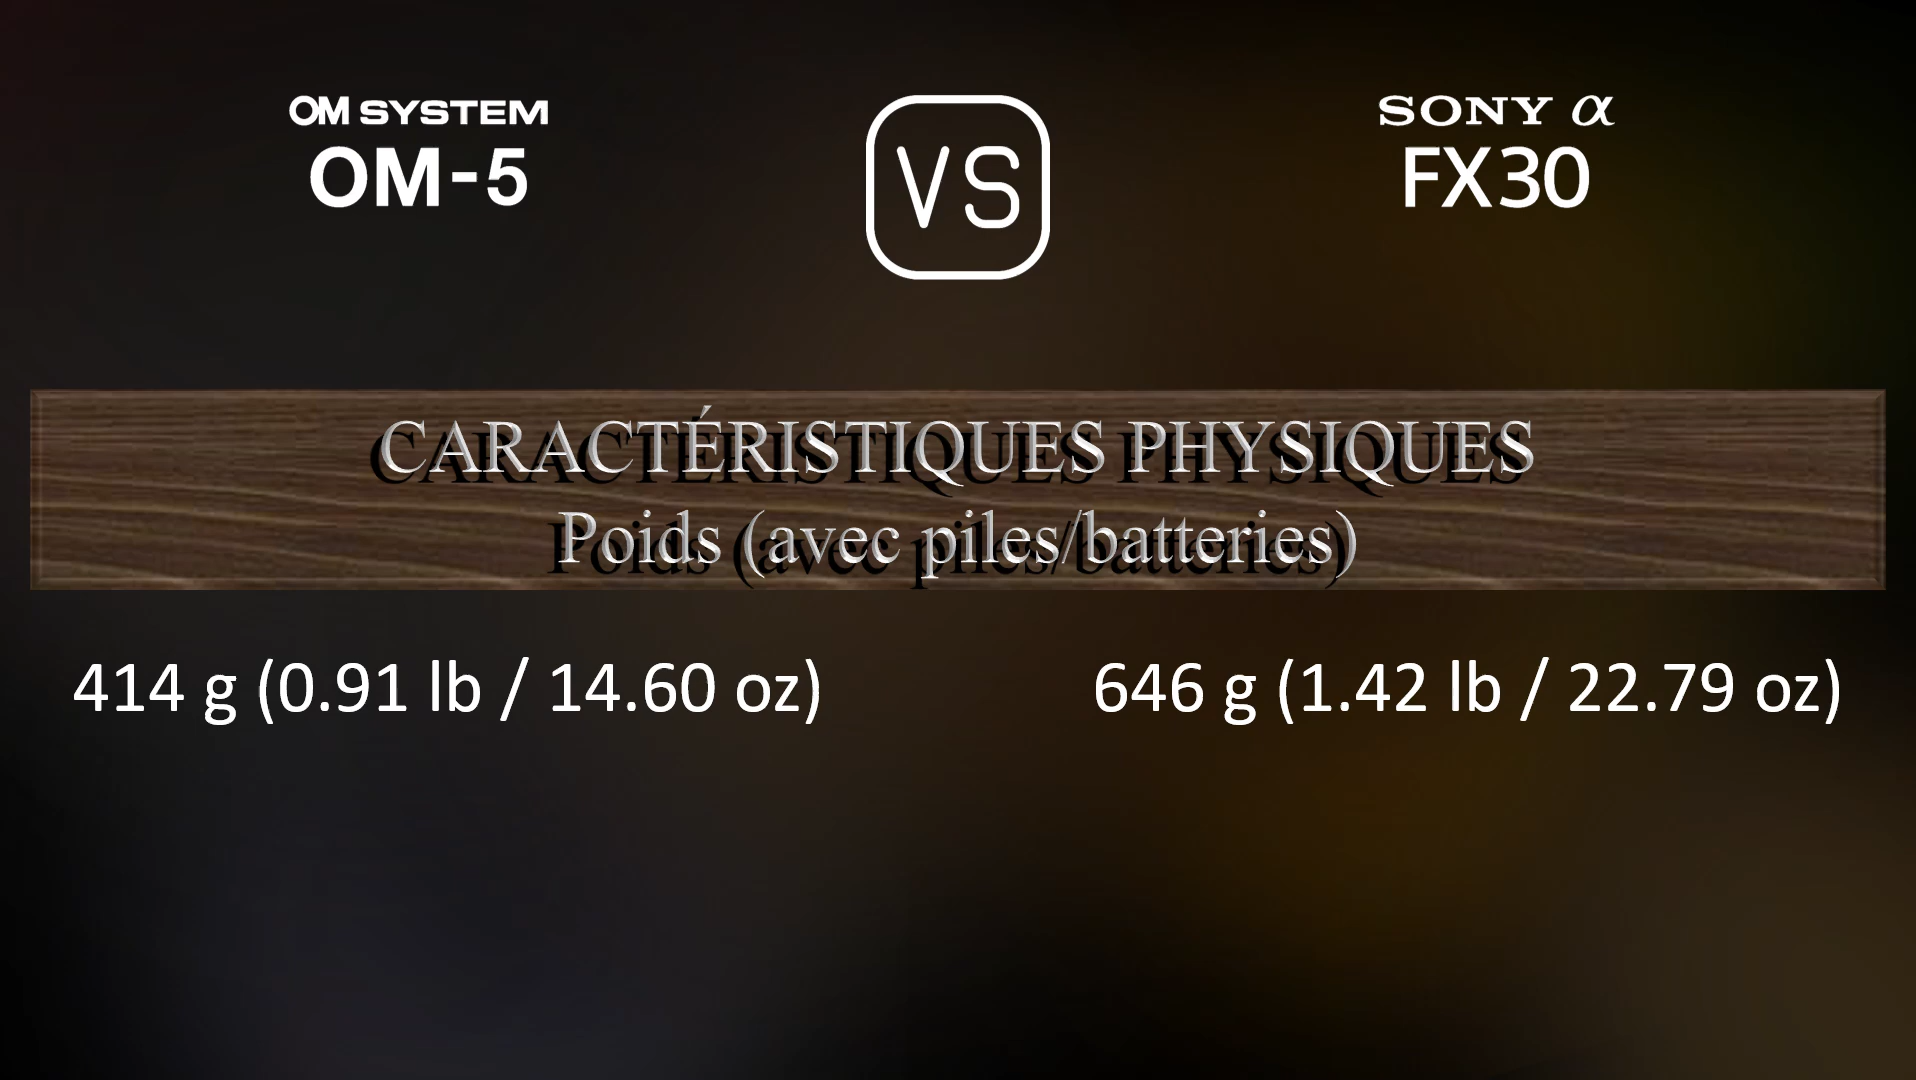 OM SYSTEM
OM-5
VS
SONY α
FX30
CARACTÉRISTIQUES PHYSIQUES
Poids (avec piles/batteries)
414 g (0.91 lb / 14.60 oz)
646 g (1.42 lb / 22.79 oz)